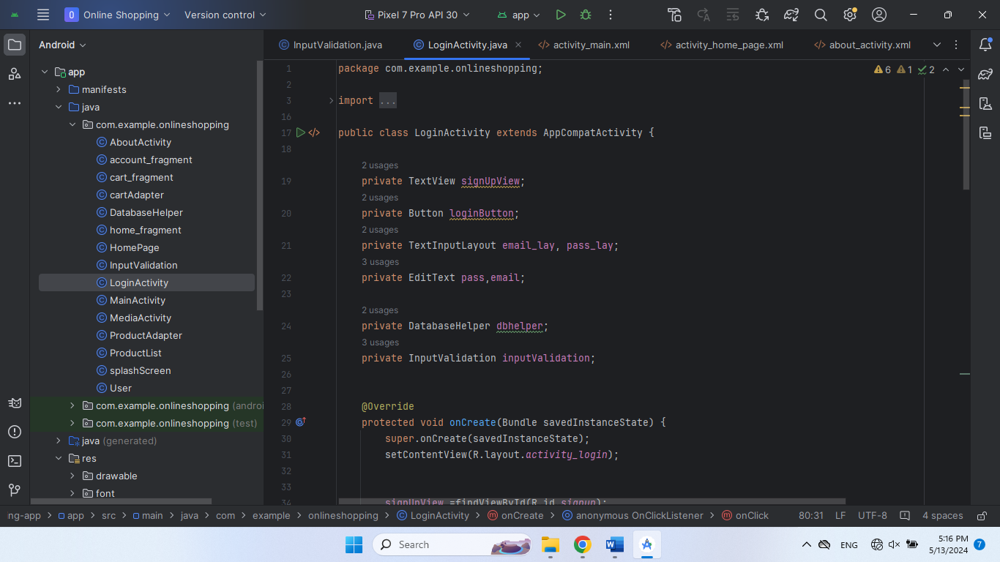 O Online Shopping Version control Pixel 7 Pro API 30 app
Android
InputValidation.java LoginActivity.java activity_main.xml activity_home_page.xml about_activity.xml
app
manifests
java
com.example.onlineshopping
AboutActivity
account_fragment
cart_fragment
cartAdapter
DatabaseHelper
home_fragment
HomePage
InputValidation
LoginActivity
MainActivity
MediaActivity
ProductAdapter
ProductList
splashScreen
User
com.example.onlineshopping (androi
com.example.onlineshopping (test)
java (generated)
res
drawable
font
6 1 2
1 package com.example.onlineshopping;
2
3 import ...
16
17 public class LoginActivity extends AppCompatActivity {
18
2 usages
19 private TextView signUpView;
2 usages
20 private Button loginButton;
2 usages
21 private TextInputLayout email_lay, pass_lay;
3 usages
22 private EditText pass,email;
23
2 usages
24 private DatabaseHelper dbhelper;
3 usages
25 private InputValidation inputValidation;
26
27
28 @Override
29 protected void onCreate(Bundle savedInstanceState) {
30 super.onCreate(savedInstanceState);
31 setContentView(R.layout.activity_login);
32
33
34 signUpView =findViewById(R.id.signup);
ng-app > app > src > main > java > com > example > onlineshopping > LoginActivity > onCreate > anonymous OnClickListener > onClick 80:31 LF UTF-8 4 spaces
Search
ENG
5:16 PM
5/13/2024
7